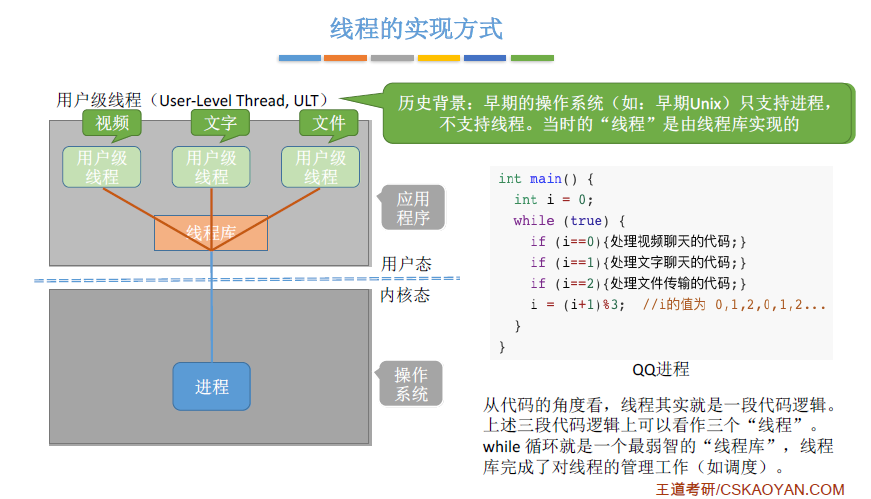 线程的实现方式
用户级线程（User-Level Thread, ULT）
历史背景：早期的操作系统（如：早期Unix）只支持进程，
不支持线程。当时的“线程”是由线程库实现的
视频
文字
文件
用户级
线程
用户级
线程
用户级
线程
线程库
应用
程序
用户态
内核态
进程
操作
系统
int main() {
int i = 0;
while (true) {
if (i==0){处理视频聊天的代码;}
if (i==1){处理文字聊天的代码;}
if (i==2){处理文件传输的代码;}
i = (i+1)%3; //i的值为 0,1,2,0,1,2...
}
}
QQ进程
从代码的角度看，线程其实就是一段代码逻辑。
上述三段代码逻辑上可以看作三个“线程”。
while 循环就是一个最弱智的“线程库”，线程
库完成了对线程的管理工作（如调度）。
王道考研/CSKAOYAN.COM